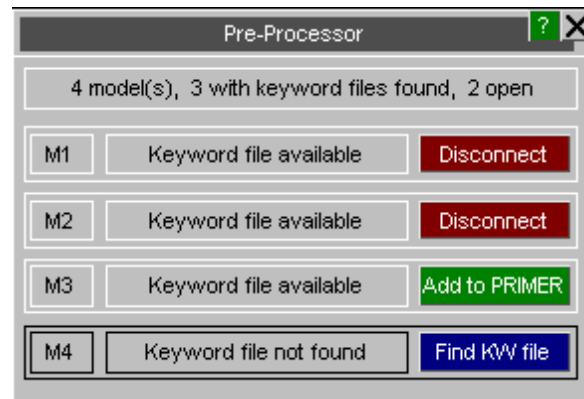 Pre-Processor ? X
4 model(s), 3 with keyword files found, 2 open
M1 Keyword file available Disconnect
M2 Keyword file available Disconnect
M3 Keyword file available Add to PRIMER
M4 Keyword file not found Find KW file